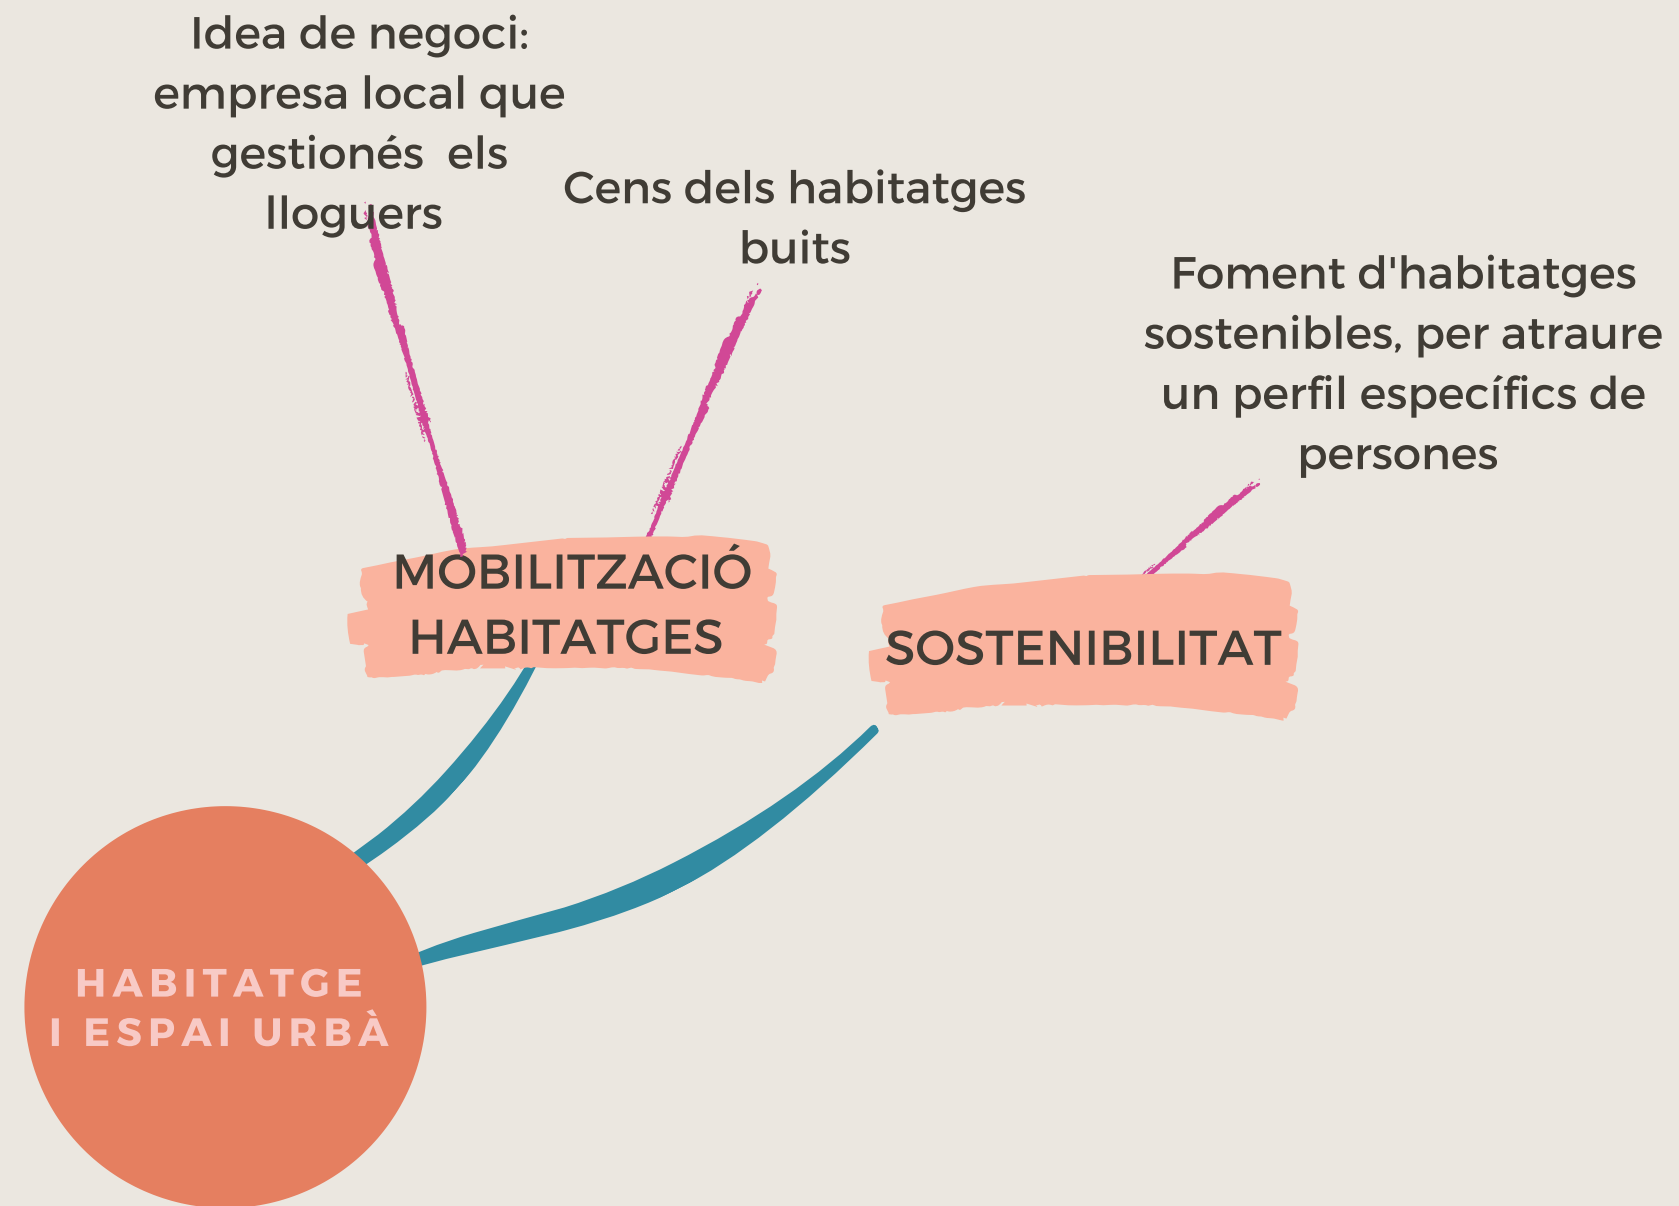 Idea de negoci:
empresa local que
gestionés els
lloguers
Cens dels habitatges
buits
Foment d'habitatges
sostenibles, per atraure
un perfil específics de
persones
MOBILITZACIÓ
HABITATGES
SOSTENIBILITAT
HABITATGE
I ESPAI URBÀ